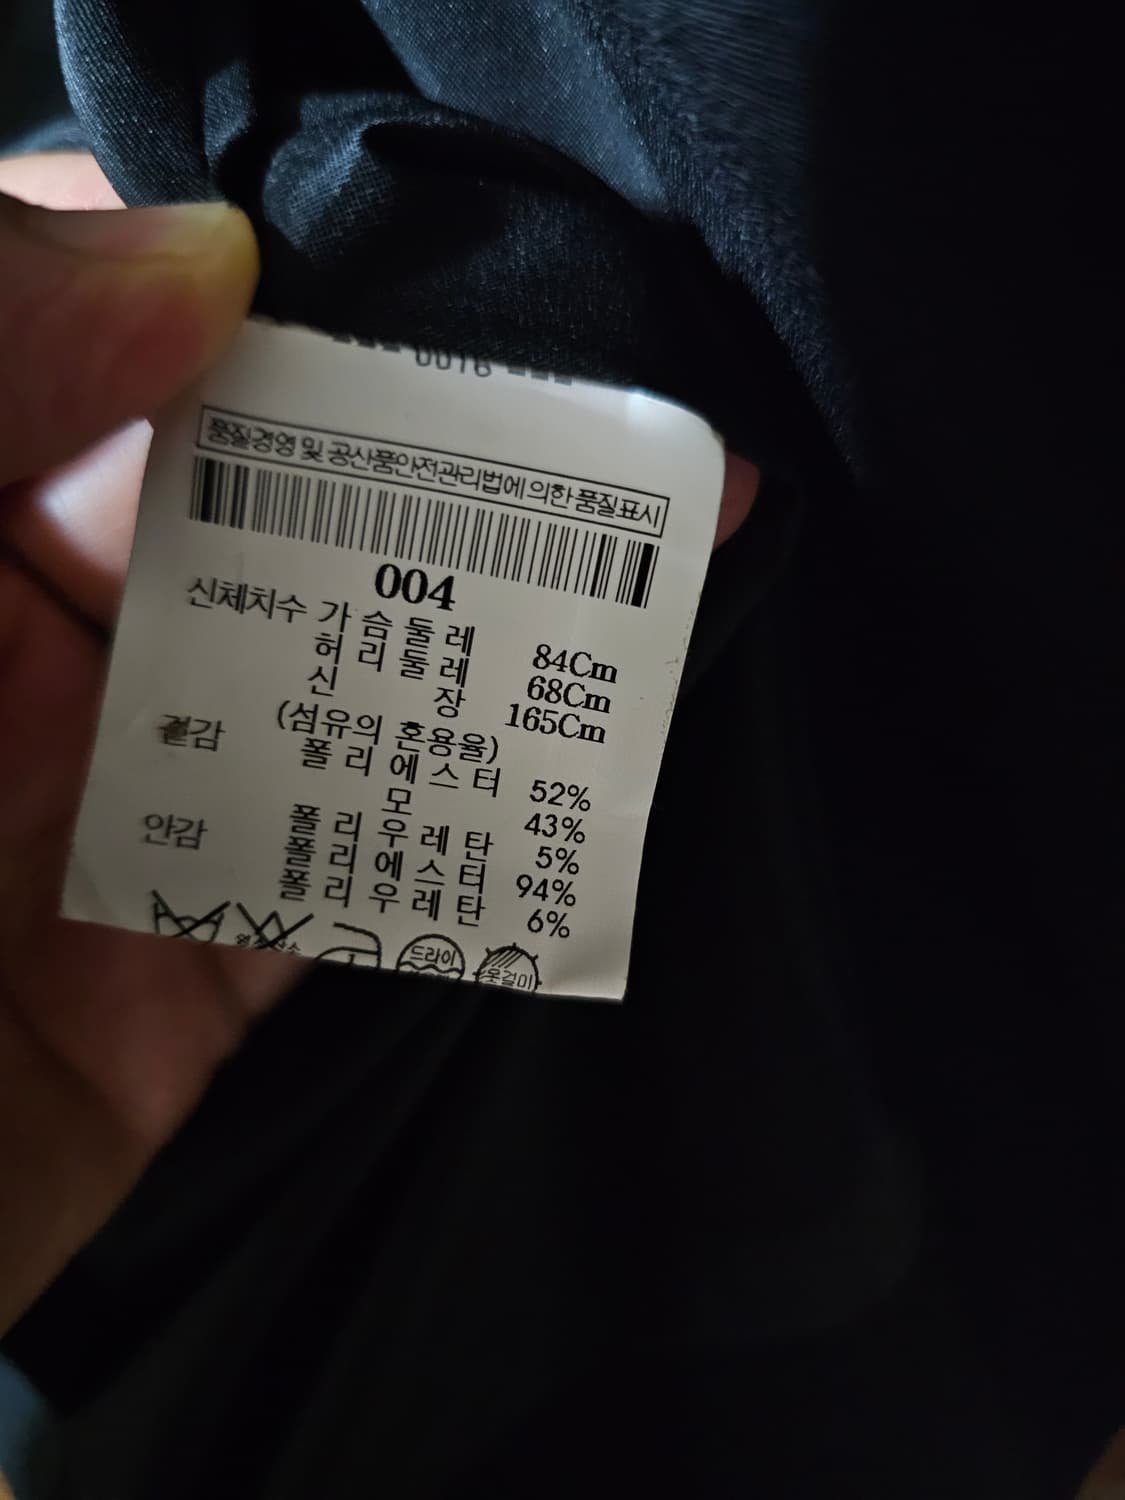 0016
품질경영 및 공산품안전관리법에 의한 품질표시
004
신체치수 가슴둘레 84Cm
허리둘레 68Cm
신장 165Cm
(섬유의 혼용율)
겉감 폴리에스터 52%
모 43%
폴리우레탄 5%
안감 폴리에스터 94%
폴리우레탄 6%
드라이
옷걸이